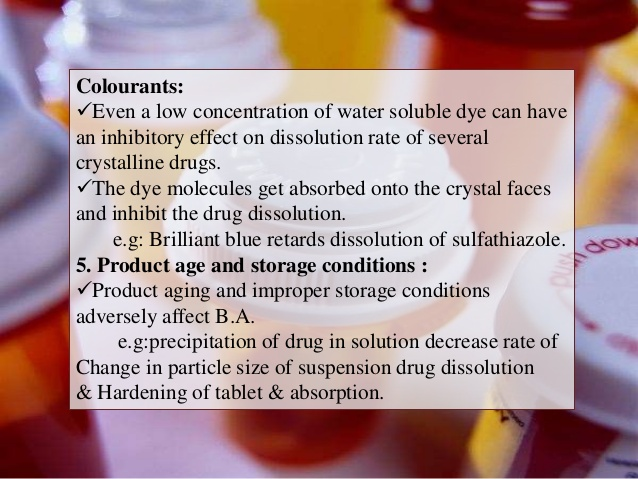 Colourants:
✓Even a low concentration of water soluble dye can have
an inhibitory effect on dissolution rate of several
crystalline drugs.
✓The dye molecules get absorbed onto the crystal faces
and inhibit the drug dissolution.
e.g: Brilliant blue retards dissolution of sulfathiazole.
5. Product age and storage conditions :
✓Product aging and improper storage conditions
adversely affect B.A.
e.g:precipitation of drug in solution decrease rate of
Change in particle size of suspension drug dissolution
& Hardening of tablet & absorption.
push down